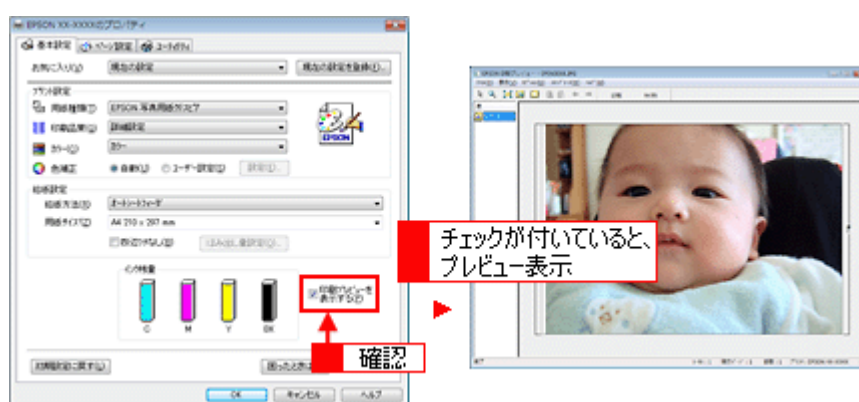 EPSON XX-XXXXのプロパティ
基本設定 ページ設定 ユーティリティ
お気に入り(J) 現在の設定 現在の設定を登録(E)...
プリント設定
用紙種類(T) EPSON 写真用紙クリスピア
印刷品質(Q) 詳細設定
カラー(C) カラー
色補正 自動(U) ユーザー設定(D) 設定(I)...
EPSON
給紙設定
給紙方法(S) オートシートフィーダ
用紙サイズ(Z) A4 210 x 297 mm
四辺フチなし(B)
インク残量
C M Y BK
印刷プレビューを
表示する(P)
確認
初期設定に戻す(L)
OK キャンセル ヘルプ
チェックが付いていると、
プレビュー表示